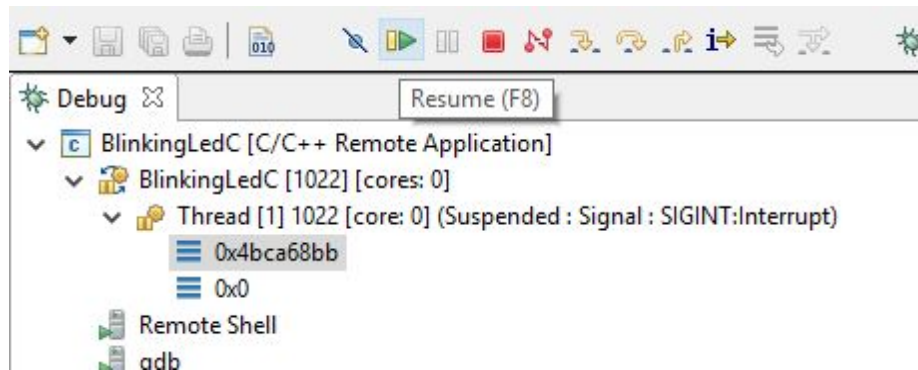 010
Debug
Resume (F8)
BlinkingLedC [C/C++ Remote Application]
BlinkingLedC [1022] [cores: 0]
Thread [1] 1022 [core: 0] (Suspended : Signal : SIGINT:Interrupt)
0x4bca68bb
0x0
Remote Shell
gdb